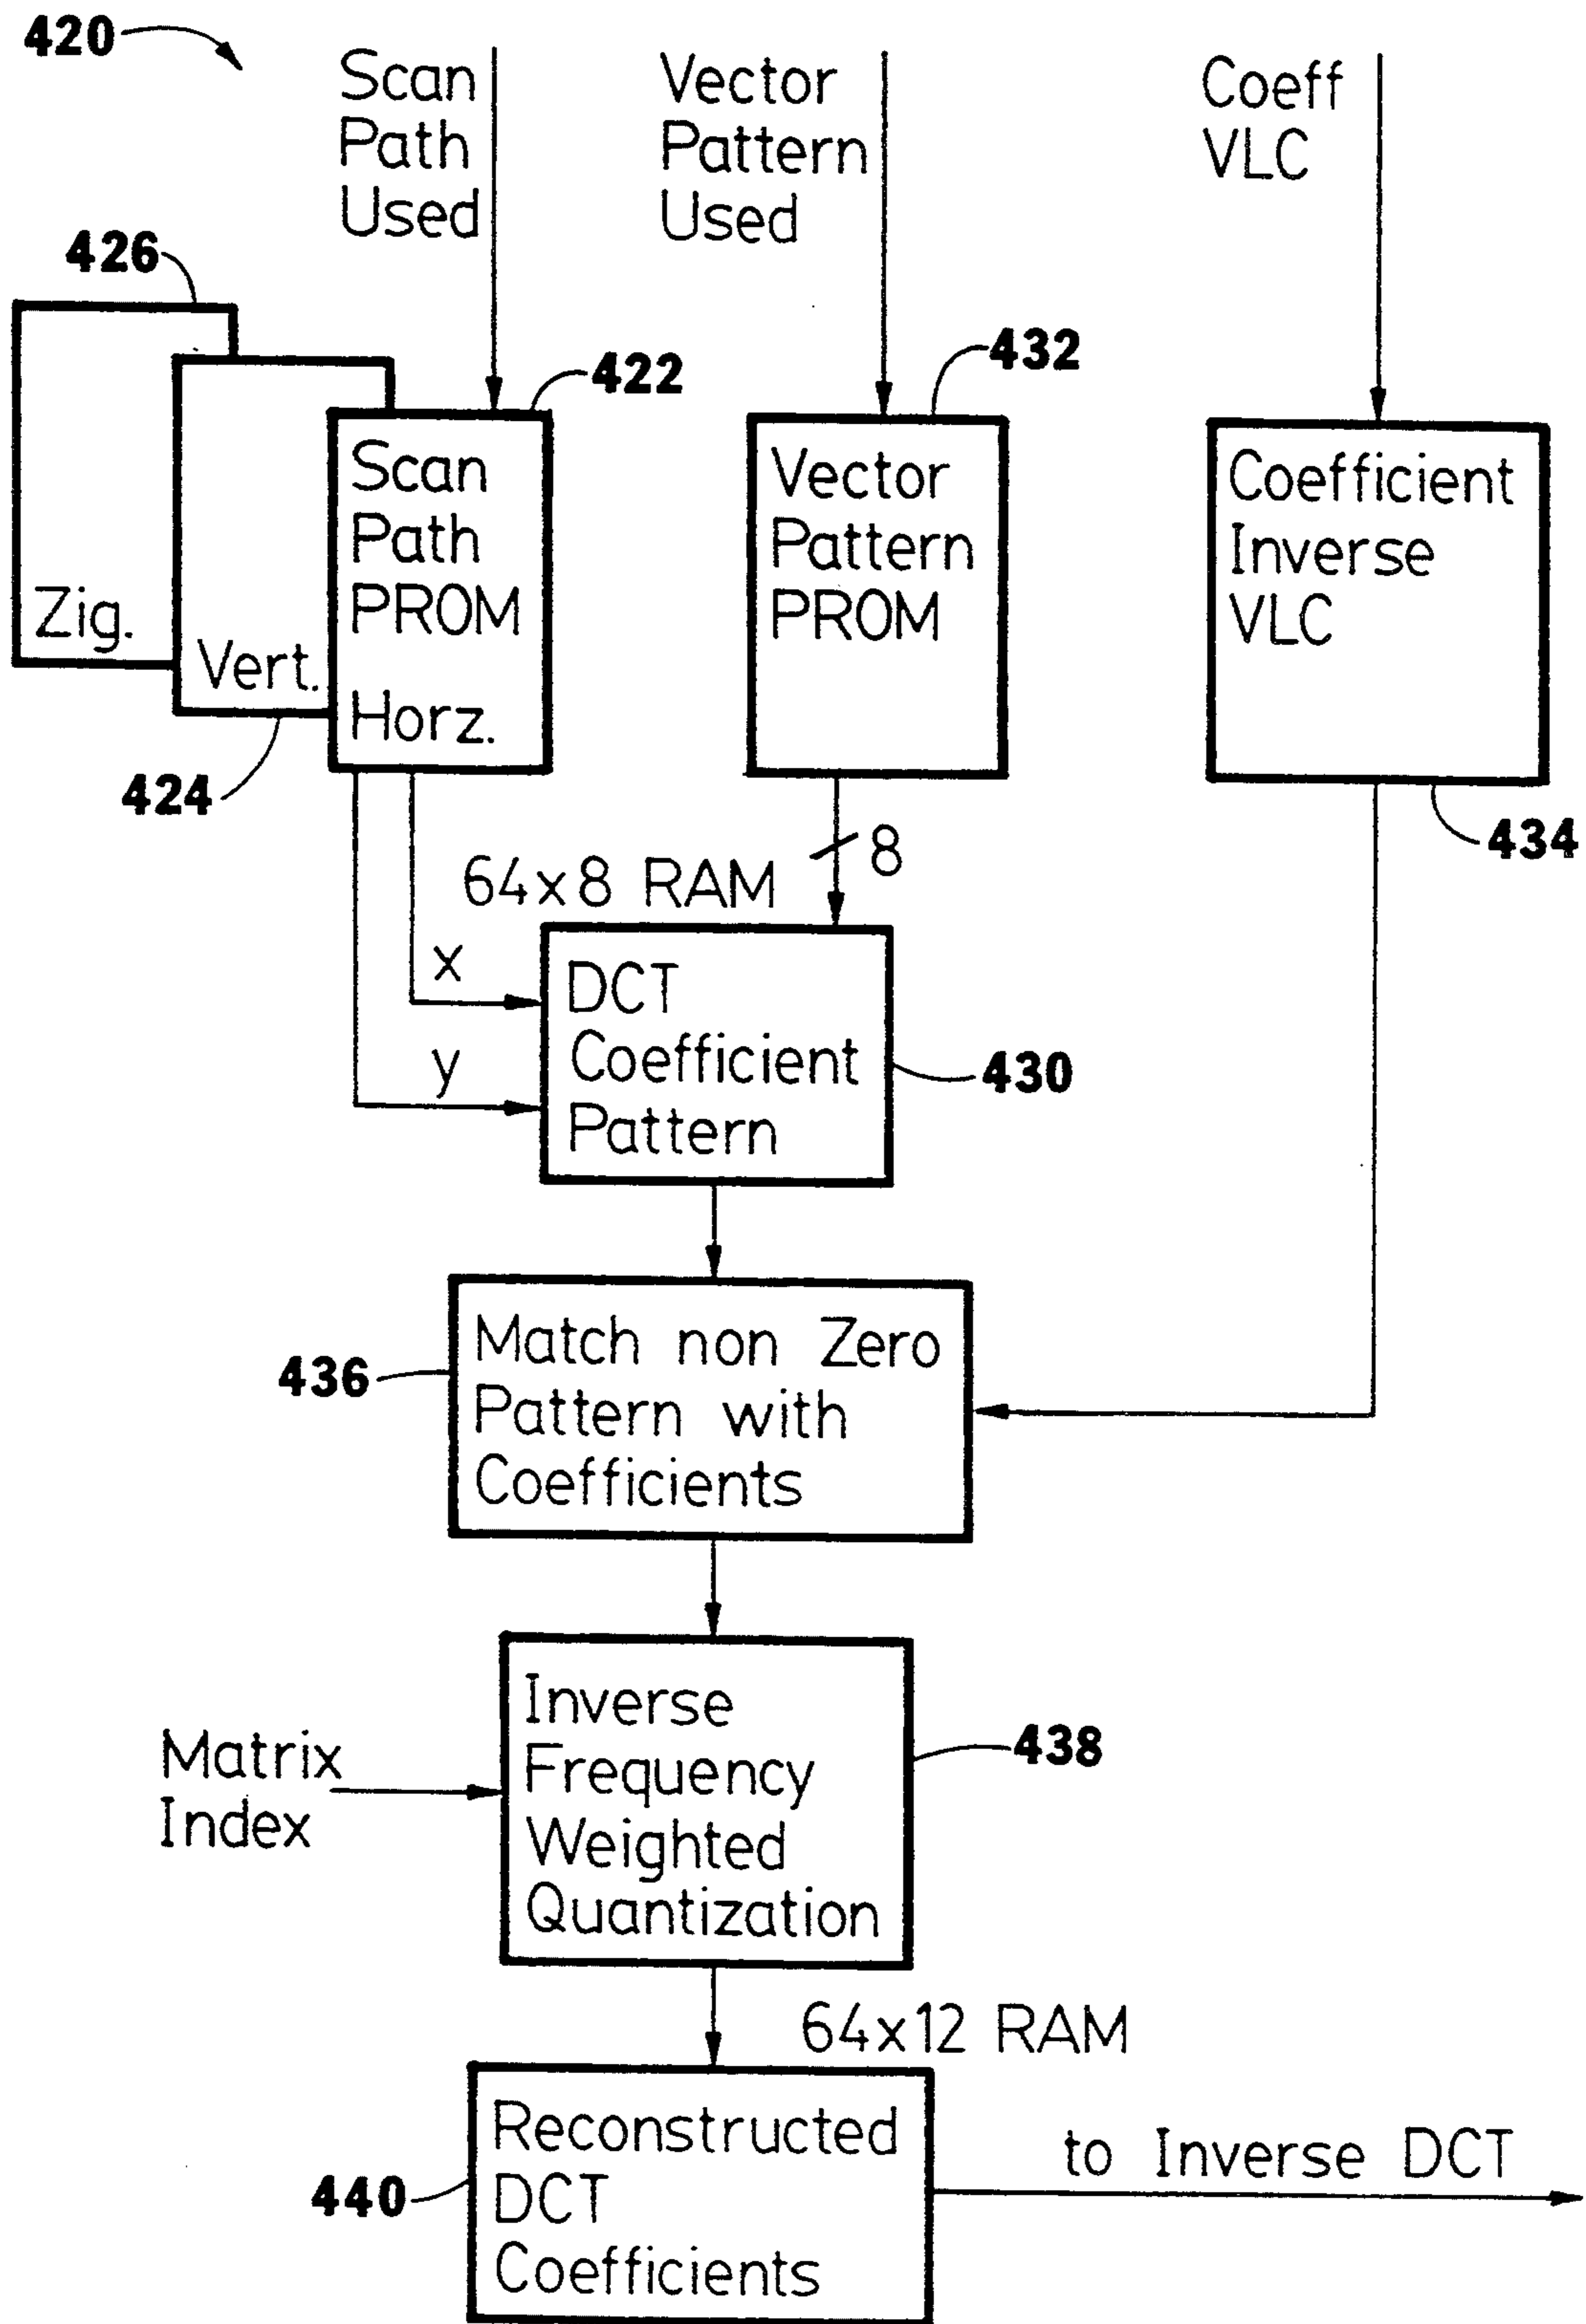 420
Scan
Path
Used
Vector
Pattern
Used
Coeff
VLC
426
422
432
Scan
Path
PROM
Horz.
Vector
Pattern
PROM
Coefficient
Inverse
VLC
Zig.
Vert.
424
434
8
64x8 RAM
x
y
DCT
Coefficient
Pattern
430
436
Match non Zero
Pattern with
Coefficients
Matrix
Index
Inverse
Frequency
Weighted
Quantization
438
64x12 RAM
440
Reconstructed
DCT
Coefficients
to Inverse DCT